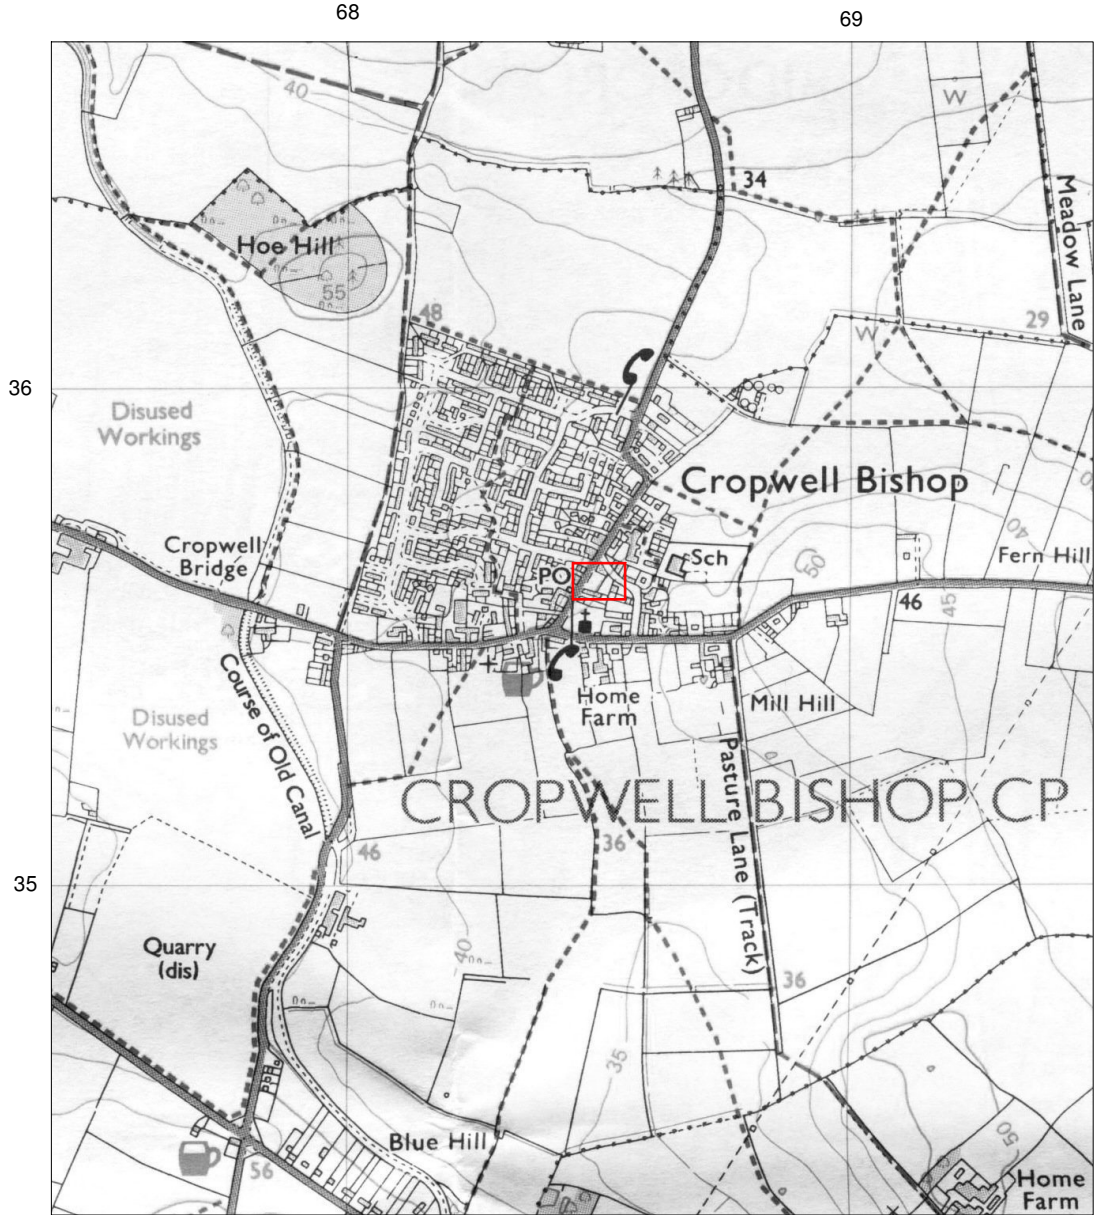 68
69
40
W
34
Meadow Lane
Hoe Hill
55
48
29
W
36
Disused
Workings
Cropwell Bishop
40
Cropwell
Bridge
50
Fern Hill
PO
Sch
46
45
Course of Old Canal
Home
Farm
Mill Hill
Disused
Workings
Pasture Lane (Track)
CROPWELL BISHOP CP
46
36
35
Quarry
(dis)
40
36
35
Blue Hill
50
56
Home
Farm